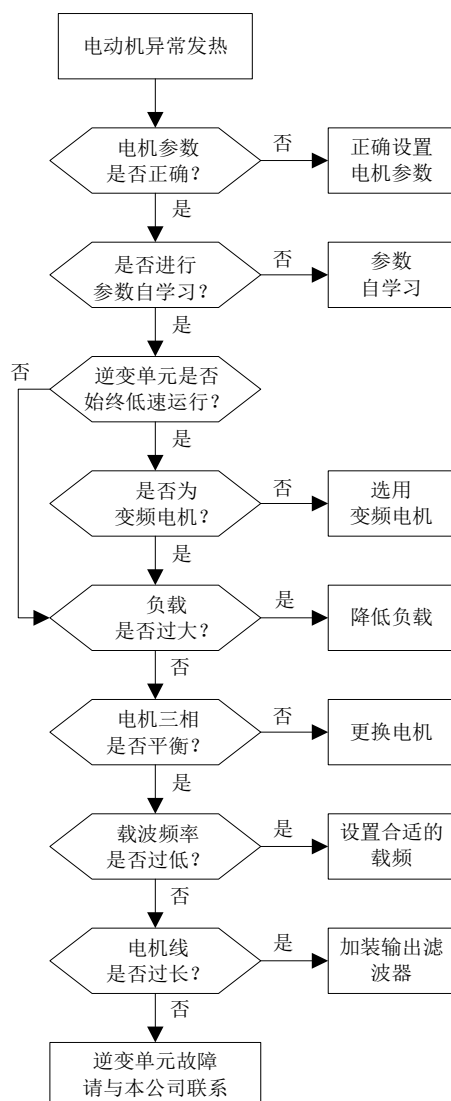 电动机异常发热
电机参数
是否正确?
否
正确设置
电机参数
是
是否进行
参数自学习?
否
参数
自学习
是
否
逆变单元是否
始终低速运行?
是
是否为
变频电机?
否
选用
变频电机
是
负载
是否过大?
是
降低负载
否
电机三相
是否平衡?
否
更换电机
是
载波频率
是否过低?
是
设置合适的
载频
否
电机线
是否过长?
是
加装输出滤
波器
否
逆变单元故障
请与本公司联系